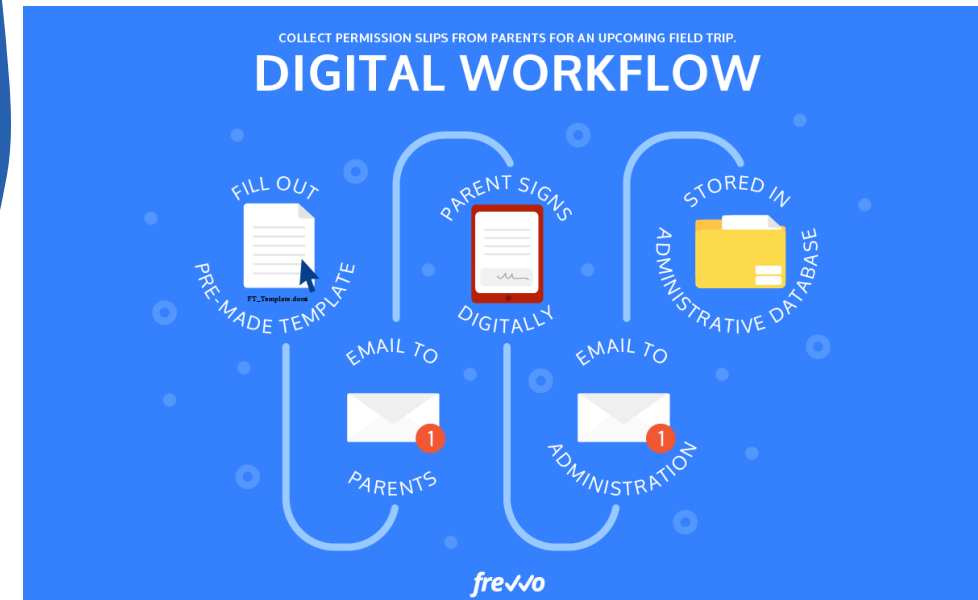 COLLECT PERMISSION SLIPS FROM PARENTS FOR AN UPCOMING FIELD TRIP.
DIGITAL WORKFLOW
FILL OUT
FT_Template.docx
PRE-MADE TEMPLATE
EMAIL TO
1
PARENTS
PARENT SIGNS
DIGITALLY
EMAIL TO
1
ADMINISTRATION
STORED IN
ADMINISTRATIVE DATABASE
frevvo